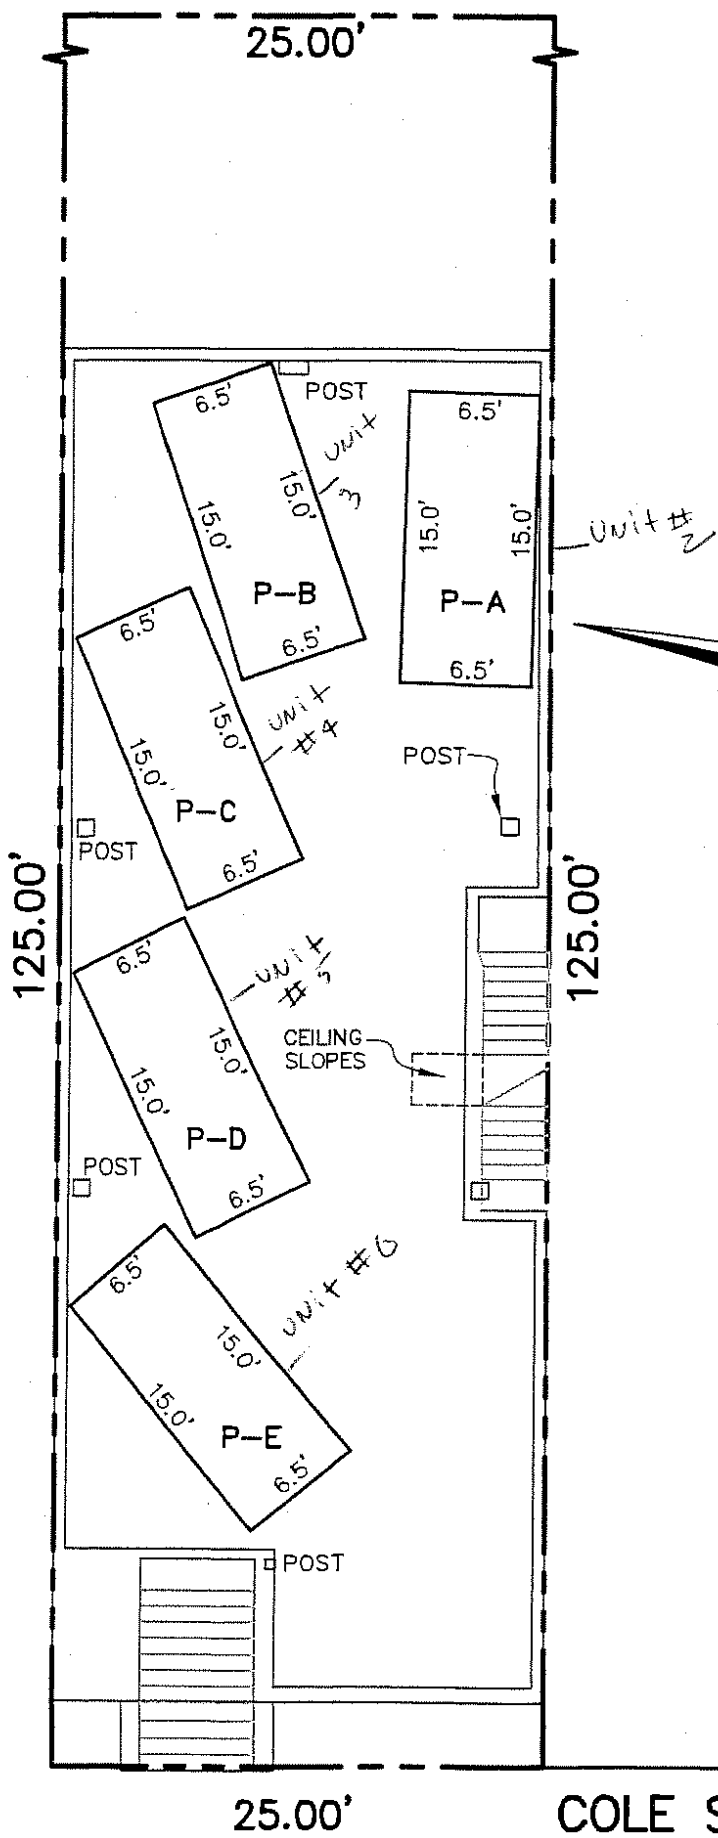 25.00'
POST
6.5'
6.5'
UNIT
3
15.0'
15.0'
15.0'
15.0'
UNIT #
2
P-B
P-A
6.5'
6.5'
6.5'
UNIT
#4
15.0'
15.0'
POST
P-C
POST
6.5'
125.00'
125.00'
6.5'
UNIT
#5
CEILING
SLOPES
15.0'
15.0'
P-D
POST
6.5'
6.5'
UNIT #6
15.0'
15.0'
P-E
6.5'
POST
25.00'
COLE S